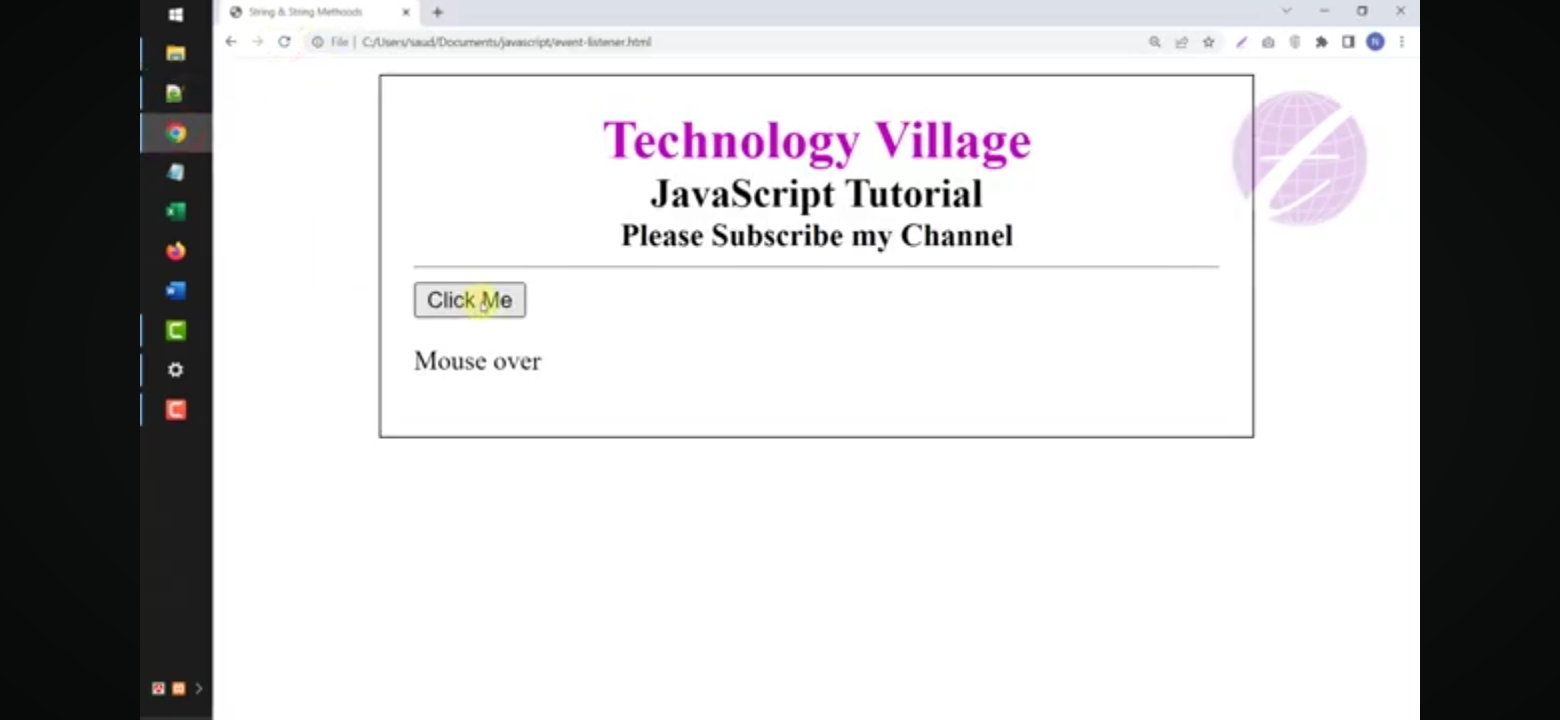 String & String Methoods
File | C:/Users/saud/Documents/javascript/event-listener.html
N
Technology Village
JavaScript Tutorial
Please Subscribe my Channel
Click Me
Mouse over